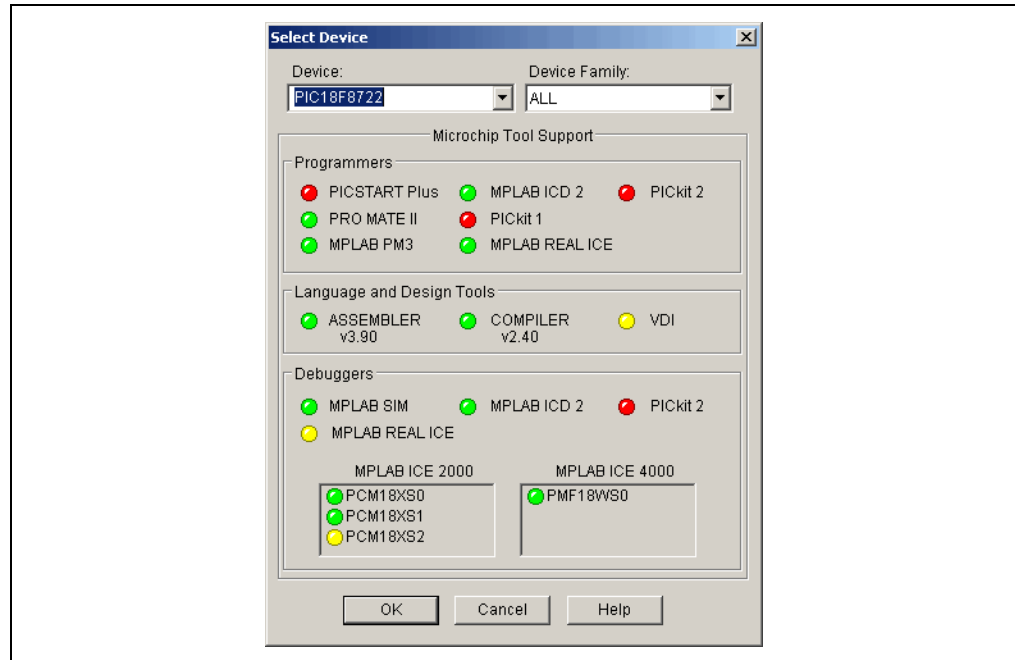 Select Device
Device: Device Family:
PIC18F8722 ALL
Microchip Tool Support
Programmers
PICSTART Plus MPLAB ICD 2 PICkit 2
PRO MATE II PICkit 1
MPLAB PM3 MPLAB REAL ICE
Language and Design Tools
ASSEMBLER COMPILER VDI
v3.90 v2.40
Debuggers
MPLAB SIM MPLAB ICD 2 PICkit 2
MPLAB REAL ICE
MPLAB ICE 2000 MPLAB ICE 4000
PCM18XS0 PMF18WS0
PCM18XS1
PCM18XS2
OK Cancel Help